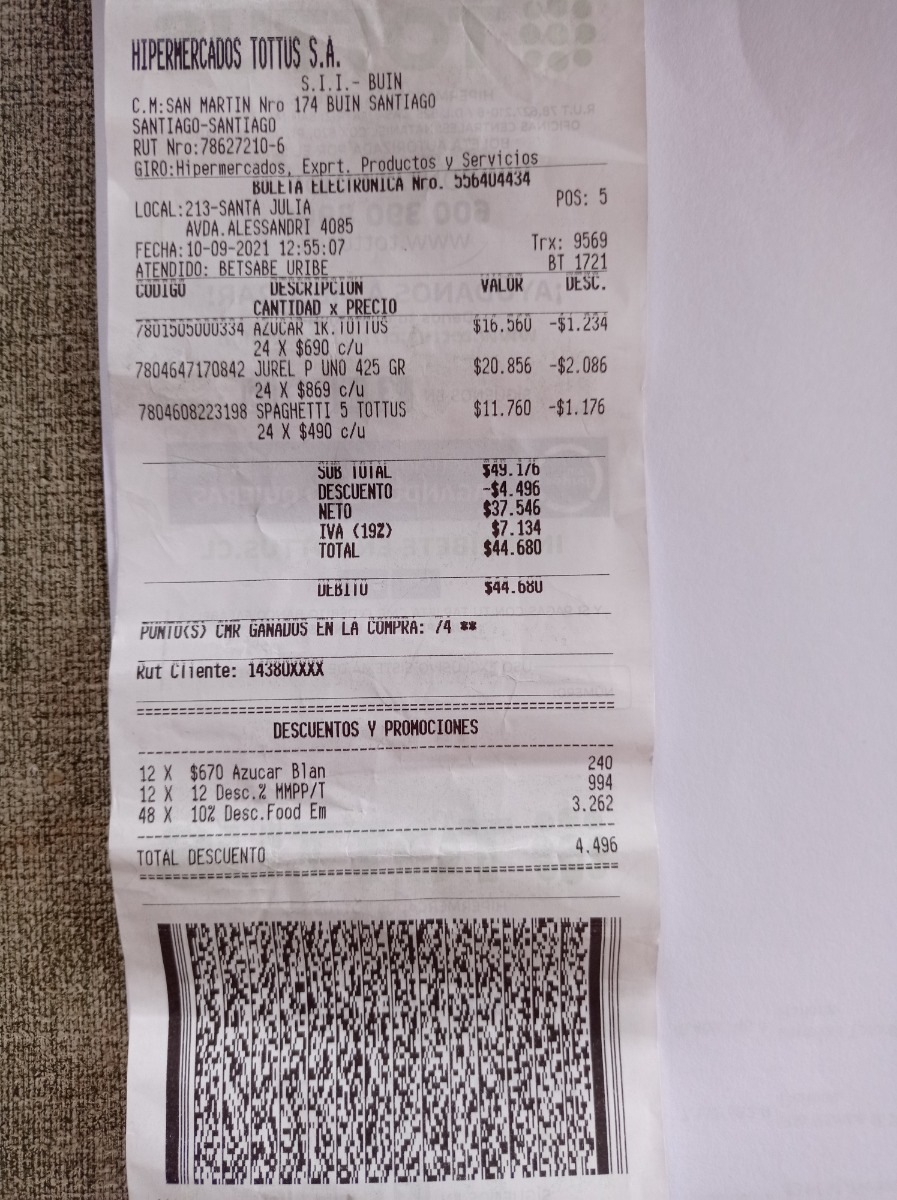 HIPERMERCADOS TOTTUS S.A.
S.I.I.- BUIN
C.M:SAN MARTIN Nro 174 BUIN SANTIAGO
SANTIAGO-SANTIAGO
RUT Nro:78627210-6
GIRO:Hipermercados, Exprt. Productos y Servicios
BOLETA ELECTRONICA Nro. 556404434
LOCAL:213-SANTA JULIA POS: 5
AVDA.ALESSANDRI 4085
FECHA:10-09-2021 12:55:07 Trx: 9569
ATENDIDO: BETSABE URIBE BT 1721
CODIGO DESCRIPCION VALOR DESC.
CANTIDAD x PRECIO
7801505000334 AZUCAR 1K.TOTTUS $16.560 -$1.234
24 X $690 c/u
7804647170842 JUREL P UNO 425 GR $20.856 -$2.086
24 X $869 c/u
7804608223198 SPAGHETTI 5 TOTTUS $11.760 -$1.176
24 X $490 c/u
SUB TOTAL $49.176
DESCUENTO -$4.496
NETO $37.546
IVA (19%) $7.134
TOTAL $44.680
DEBITO $44.680
PUNTO(S) CMR GANADOS EN LA COMPRA: 74 **
Rut Cliente: 14380XXXX
DESCUENTOS Y PROMOCIONES
12 X $670 Azucar Blan 240
12 X 12 Desc.% MMPP/T 994
48 X 10% Desc.Food Em 3.262
TOTAL DESCUENTO 4.496